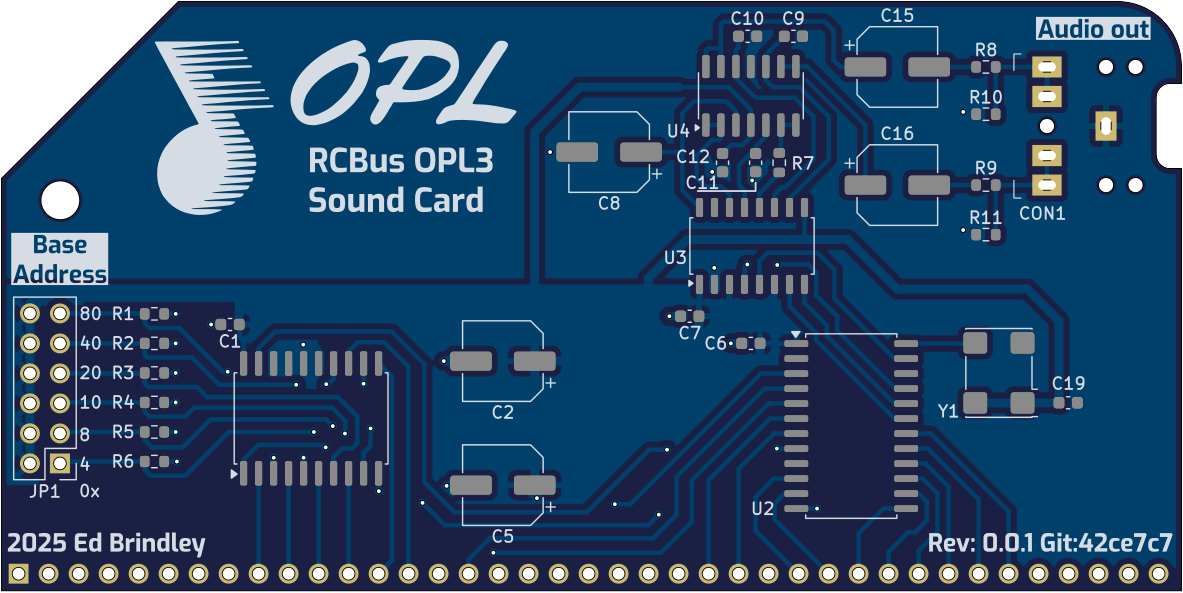 OPL
RCBus OPL3
Sound Card
Audio out
Base
Address
C10 C9
C15
R8
R10
U4
C16
C12
R7
C11
R9
C8
CON1
R11
U3
80 R1
C1
C7
40 R2
C6
20 R3
C19
10 R4
C2
Y1
8 R5
4 R6
JP1 0x
U2
C5
2025 Ed Brindley
Rev: 0.0.1 Git:42ce7c7